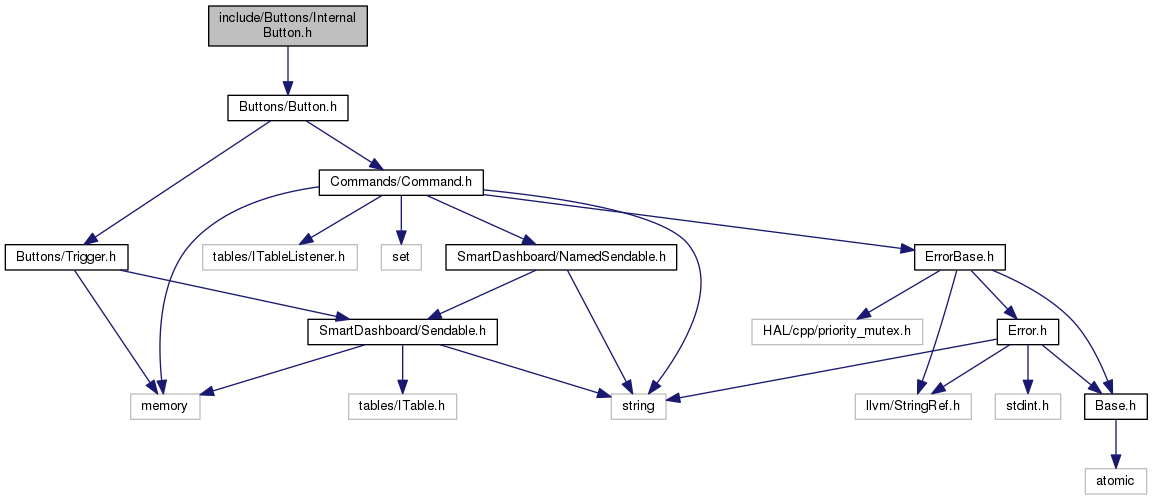 include/Buttons/Internal
Button.h
Buttons/Button.h
Commands/Command.h
Buttons/Trigger.h
tables/ITableListener.h
set
SmartDashboard/NamedSendable.h
ErrorBase.h
SmartDashboard/Sendable.h
HAL/cpp/priority_mutex.h
Error.h
memory
tables/ITable.h
string
llvm/StringRef.h
stdint.h
Base.h
atomic